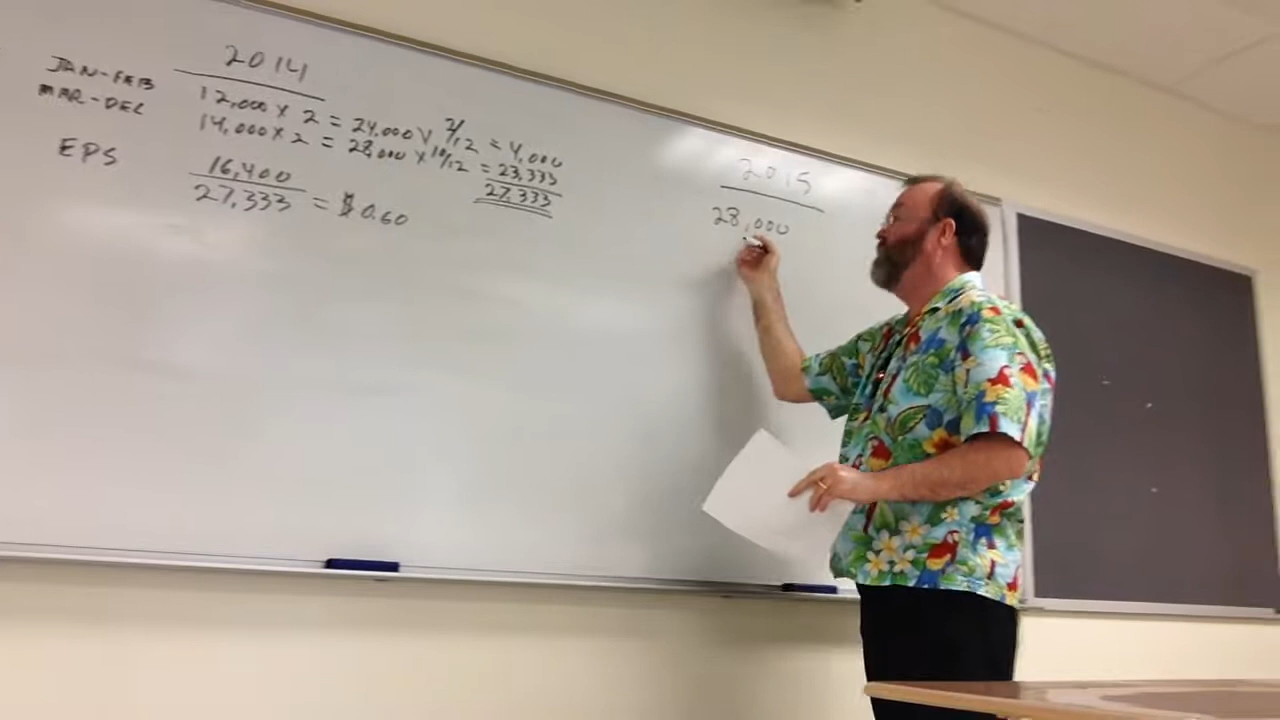 2014
JAN-FEB 12,000 X 2 = 24,000 X 2/12 = 4,000
MAR-DEC 14,000 X 2 = 28,000 X 10/12 = 23,333
27,333
EPS 16,400
27,333 = $0.60
2015
28,000